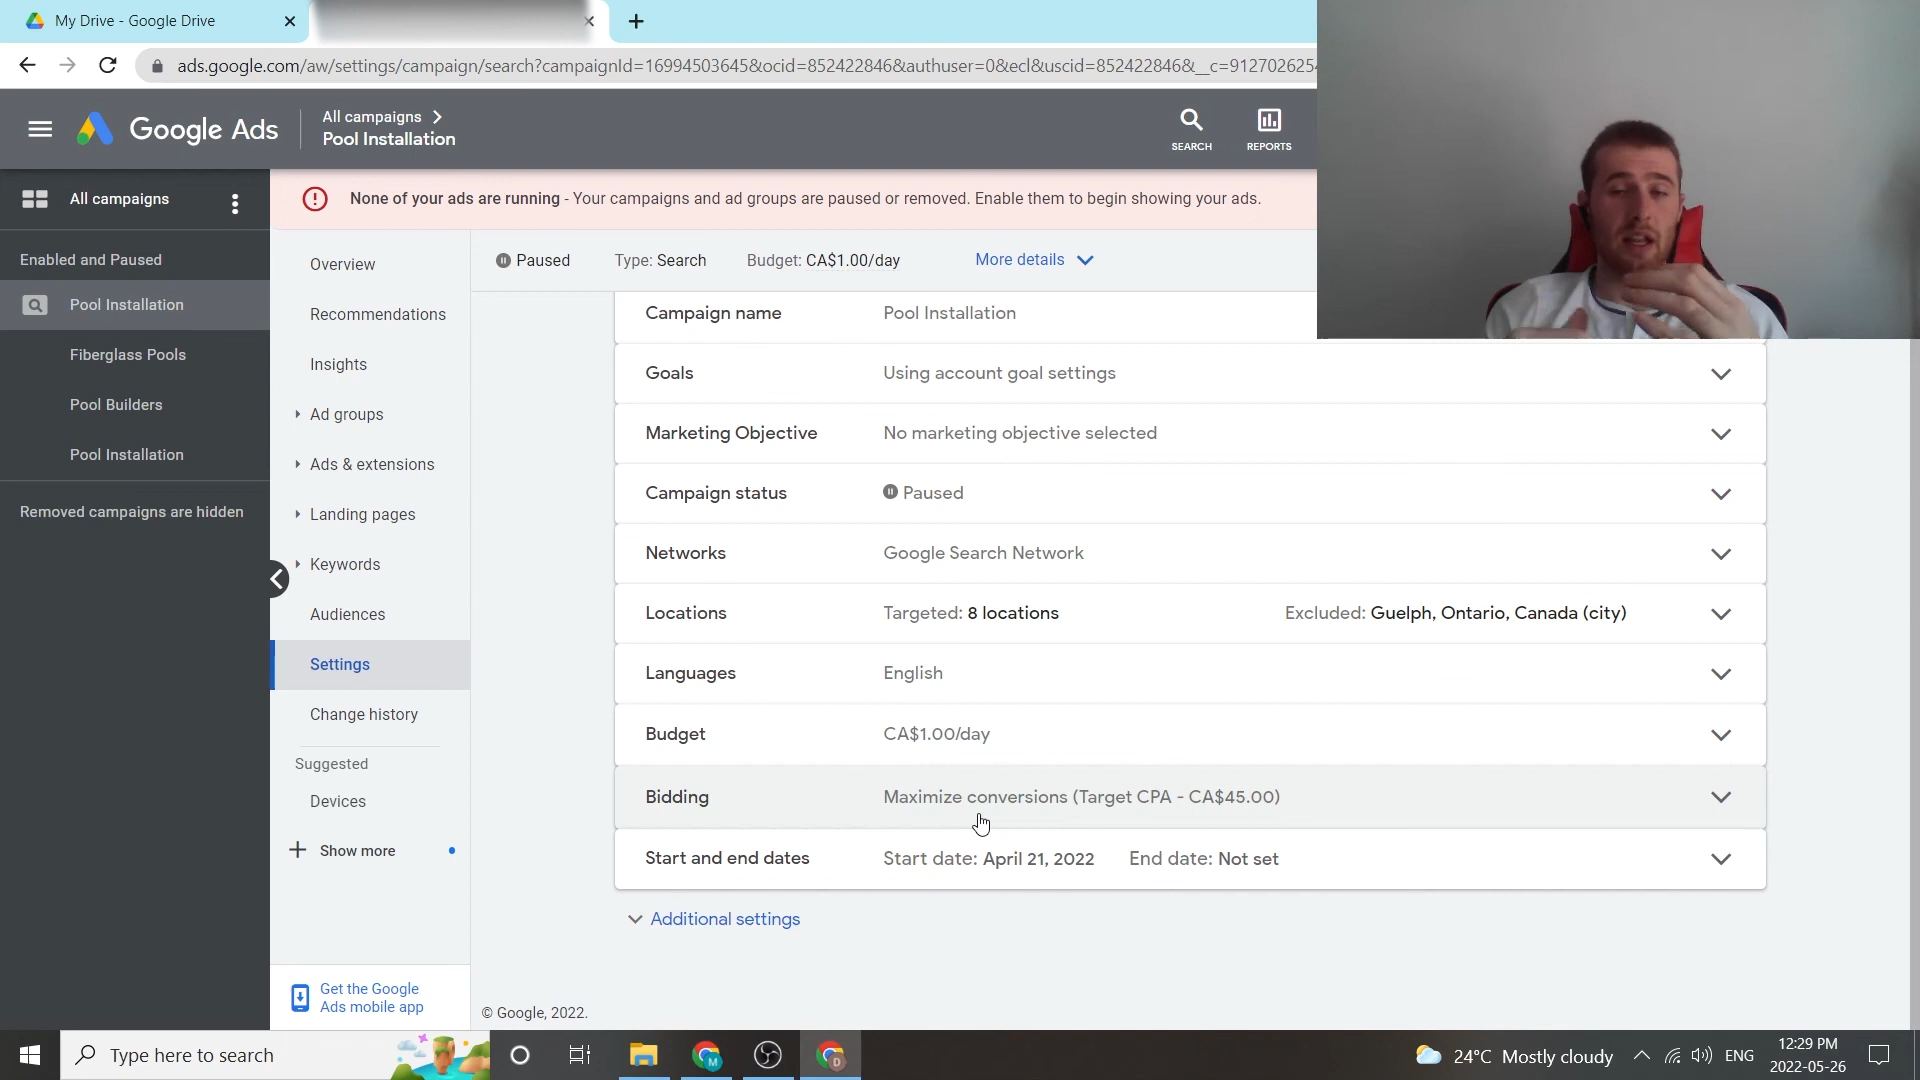 My Drive - Google Drive
ads.google.com/aw/settings/campaign/search?campaignId=16994503645&ocid=852422846&authuser=0&ecl&uscid=852422846&__c=912702625
Google Ads
All campaigns
Pool Installation
SEARCH
REPORTS
All campaigns
None of your ads are running - Your campaigns and ad groups are paused or removed. Enable them to begin showing your ads.
Enabled and Paused
Pool Installation
Fiberglass Pools
Pool Builders
Pool Installation
Removed campaigns are hidden
Overview
Recommendations
Insights
Ad groups
Ads & extensions
Landing pages
Keywords
Audiences
Settings
Change history
Suggested
Devices
Show more
Get the Google
Ads mobile app
Paused Type: Search Budget: CA$1.00/day More details
Campaign name Pool Installation
Goals Using account goal settings
Marketing Objective No marketing objective selected
Campaign status Paused
Networks Google Search Network
Locations Targeted: 8 locations Excluded: Guelph, Ontario, Canada (city)
Languages English
Budget CA$1.00/day
Bidding Maximize conversions (Target CPA - CA$45.00)
Start and end dates Start date: April 21, 2022 End date: Not set
Additional settings
© Google, 2022.
Type here to search
M
D
24°C Mostly cloudy
ENG
12:29 PM
2022-05-26